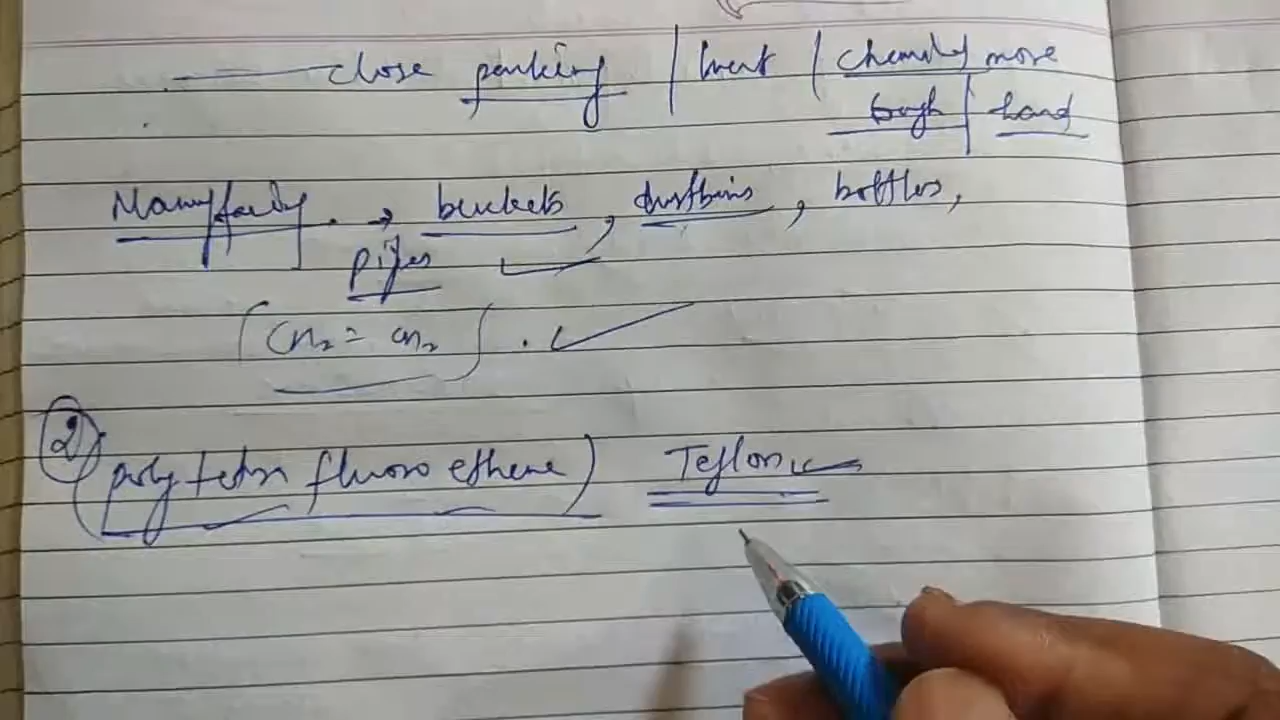 close packing | inert | chemically more
tough | hard
Manufacty. → buckets, dustbins, bottles,
pipes
(CH₂ = CH₂) .
② (poly tetra fluoro ethene) Teflon